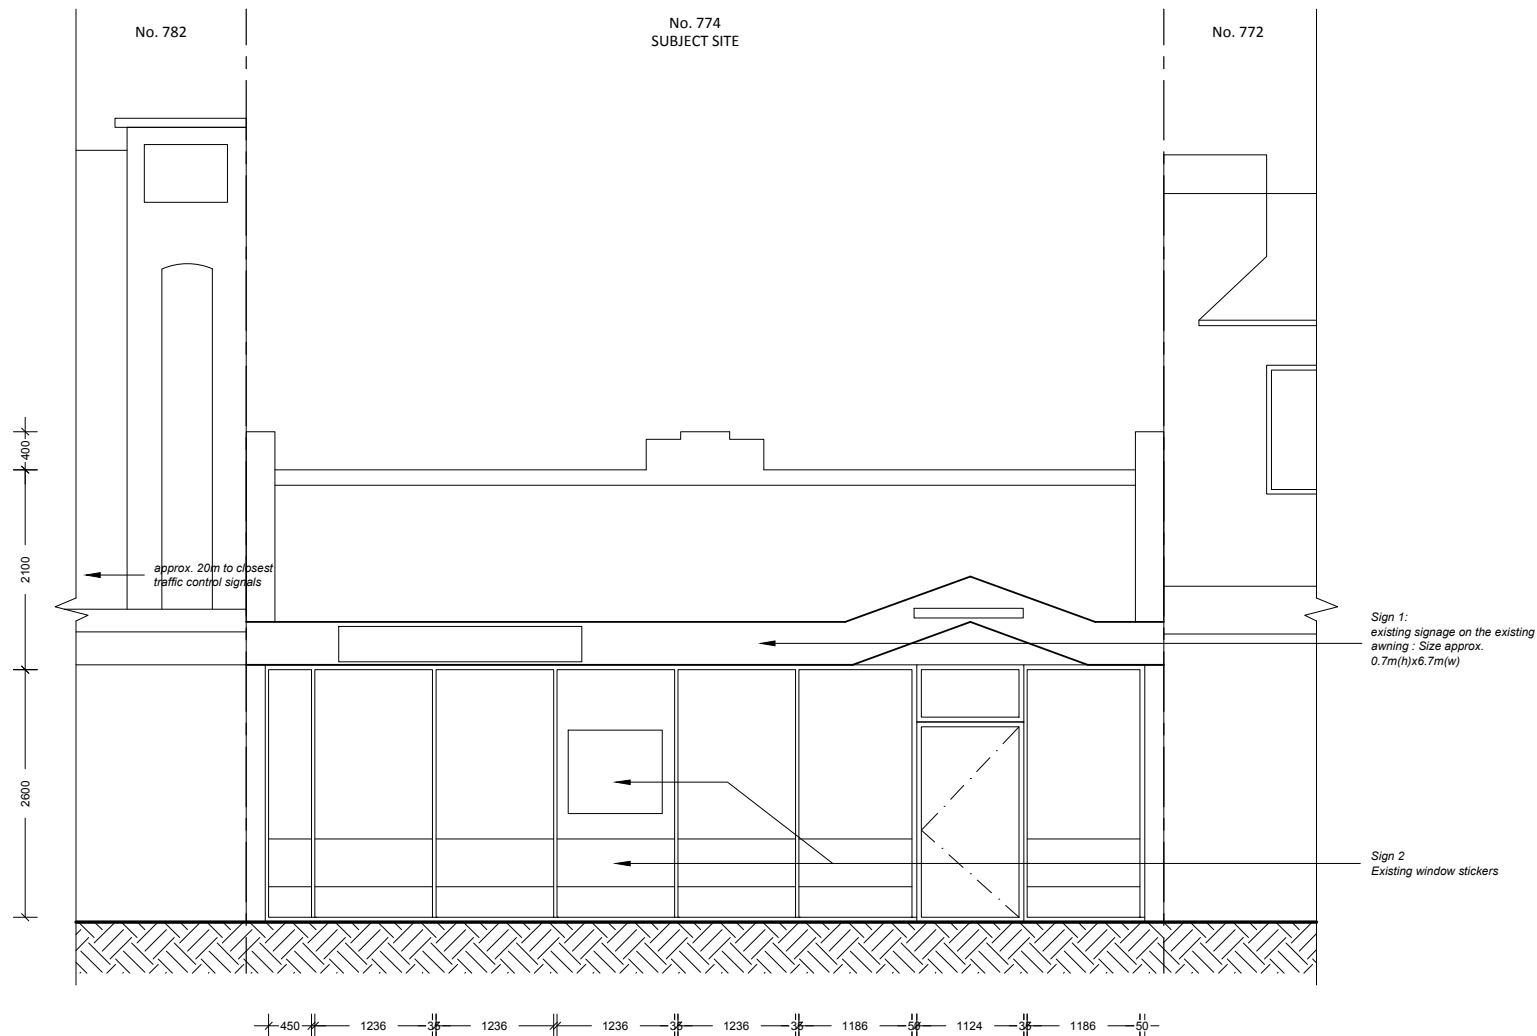 No. 782
No. 774
SUBJECT SITE
No. 772
400
2100
2600
approx. 20m to closest
traffic control signals
Sign 1:
existing signage on the existing
awning : Size approx.
0.7m(h)x6.7m(w)
Sign 2
Existing window stickers
450 1236 35 1236 1236 35 1236 35 1186 50 1124 35 1186 50